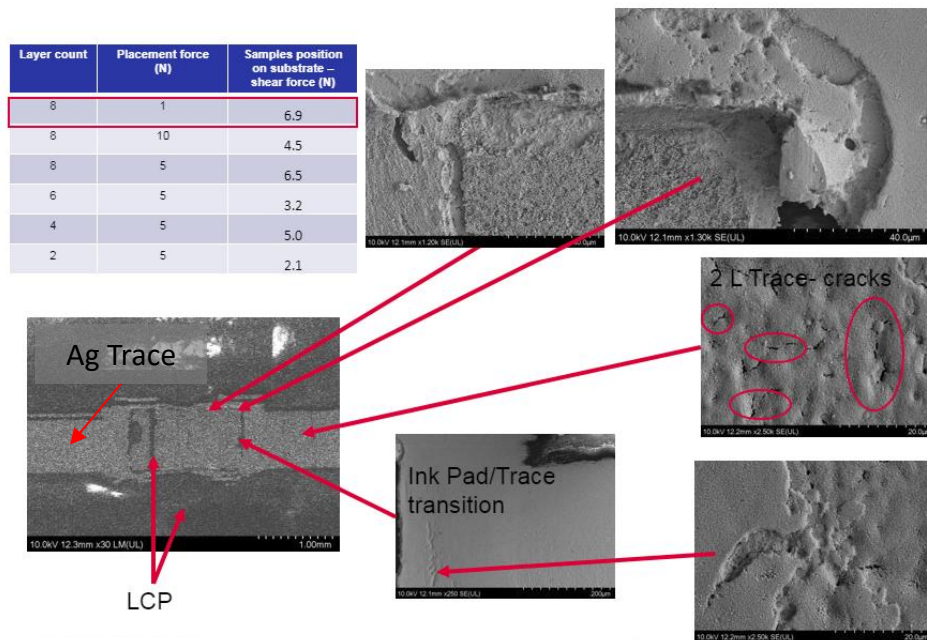 Layer count Placement force (N) Samples position on substrate – shear force (N)
8 1 6.9
8 10 4.5
8 5 6.5
6 5 3.2
4 5 5.0
2 5 2.1
10.0kV 12.1mm x1.20k SE(UL) 40.0µm
10.0kV 12.1mm x1.30k SE(UL) 40.0µm
2 L Trace- cracks
10.0kV 12.2mm x2.50k SE(UL) 20.0µm
Ag Trace
10.0kV 12.3mm x30 LM(UL) 1.00mm
LCP
Ink Pad/Trace
transition
10.0kV 12.1mm x250 SE(UL) 200µm
10.0kV 12.2mm x2.50k SE(UL) 20.0µm